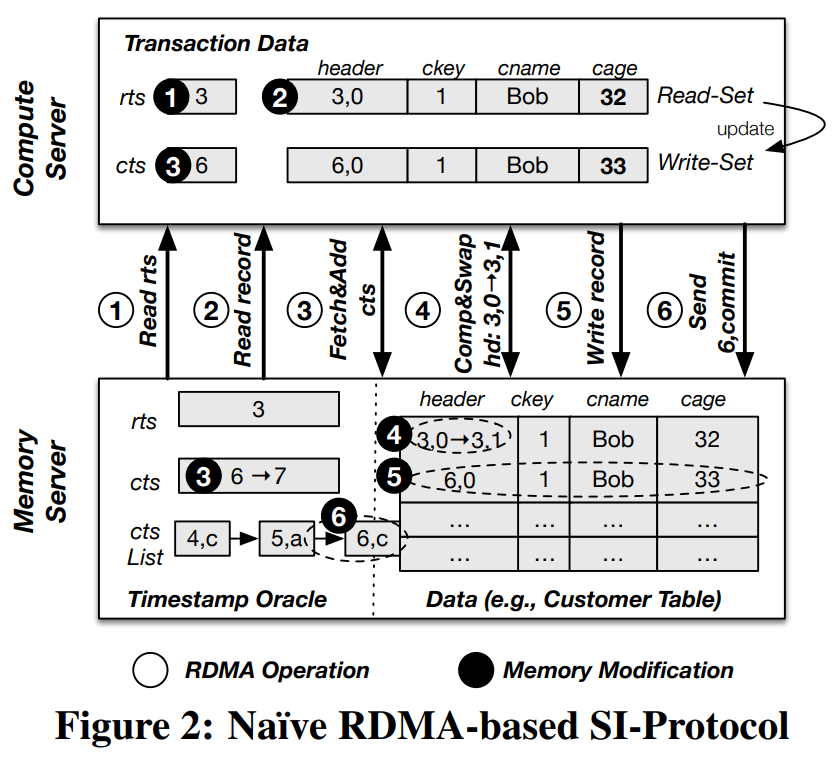 Transaction Data
Compute Server
header ckey cname cage
rts 1 3 2 3,0 1 Bob 32 Read-Set
update
cts 3 6 6,0 1 Bob 33 Write-Set
1 Read rts
2 Read record
3 Fetch&Add cts
4 Comp&Swap hd: 3,0→3,1
5 Write record
6 Send 6,commit
Memory Server
header ckey cname cage
rts 3
4 3,0→3,1 1 Bob 32
cts 3 6→7
5 6,0 1 Bob 33
6
cts List 4,c 5,a 6,c
... ... ... ...
... ... ... ...
Timestamp Oracle
Data (e.g., Customer Table)
RDMA Operation
Memory Modification
Figure 2: Naïve RDMA-based SI-Protocol